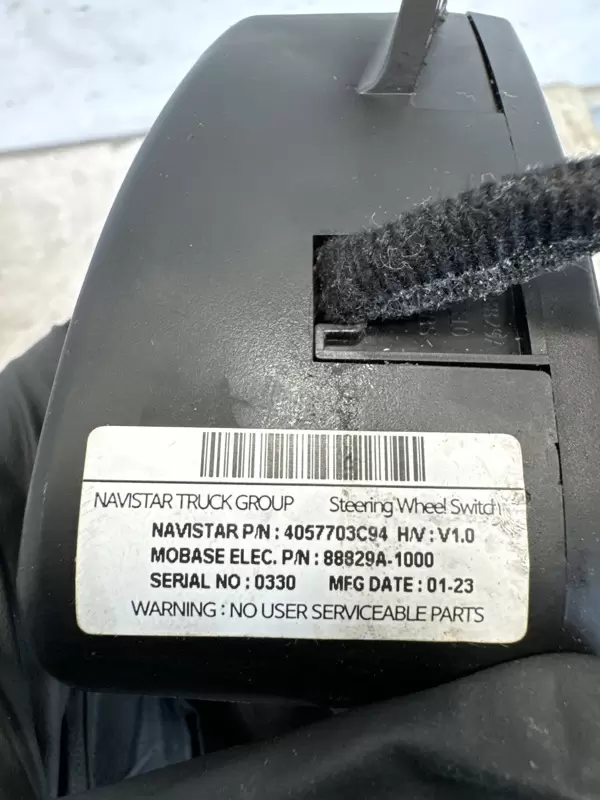 NAVISTAR TRUCK GROUP Steering Wheel Switch
NAVISTAR P/N : 4057703C94 H/V : V1.0
MOBASE ELEC. P/N : 88829A-1000
SERIAL NO : 0330 MFG DATE : 01-23
WARNING : NO USER SERVICEABLE PARTS